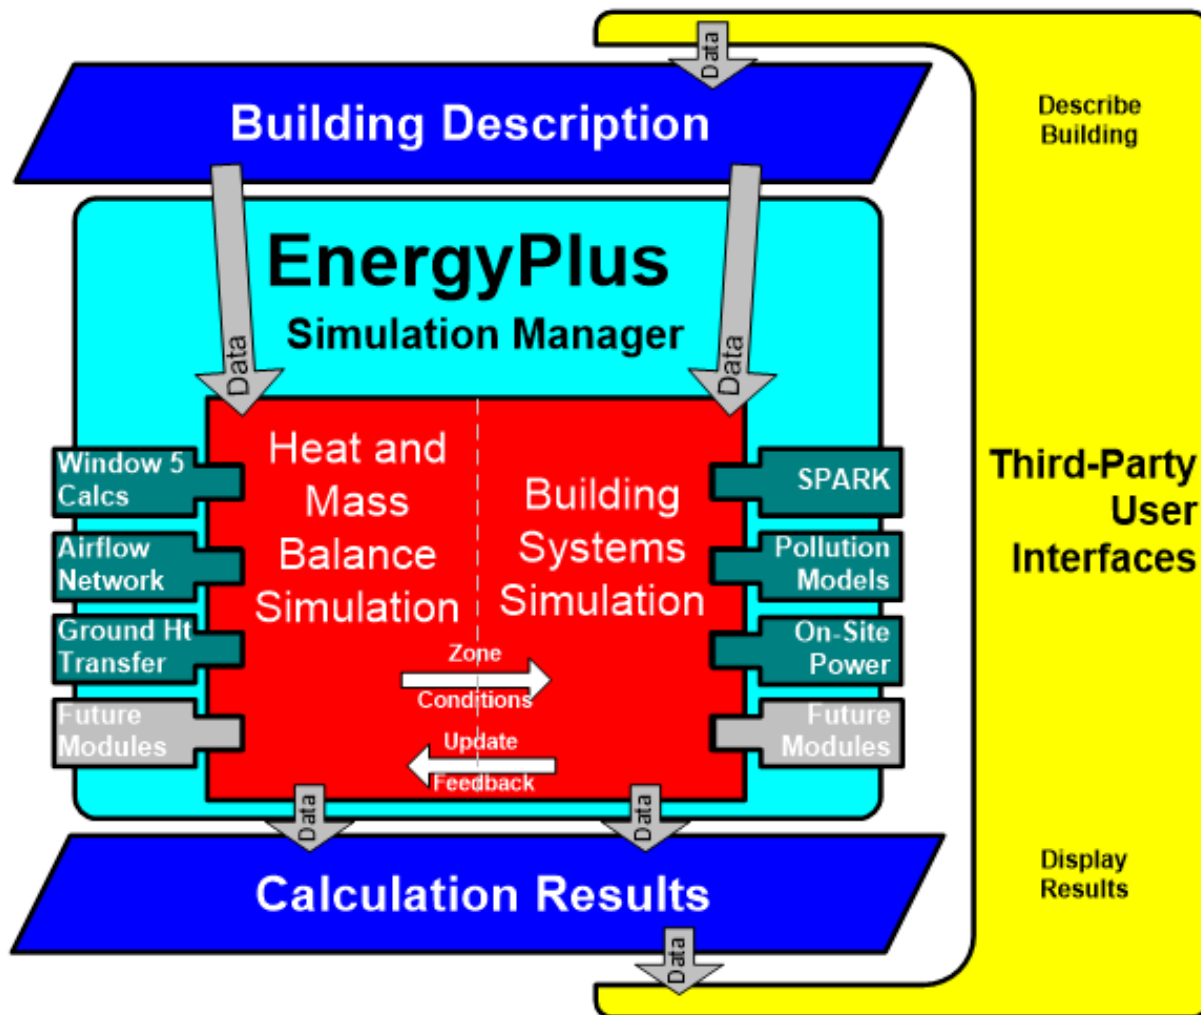 Data
Describe
Building
Building Description
EnergyPlus
Simulation Manager
Data
Data
Heat and
Mass
Balance
Simulation
Building
Systems
Simulation
Window 5
Calcs
Airflow
Network
Ground Ht
Transfer
Future
Modules
SPARK
Pollution
Models
On-Site
Power
Future
Modules
Third-Party
User
Interfaces
Zone
Conditions
Update
Feedback
Data
Data
Calculation Results
Display
Results
Data